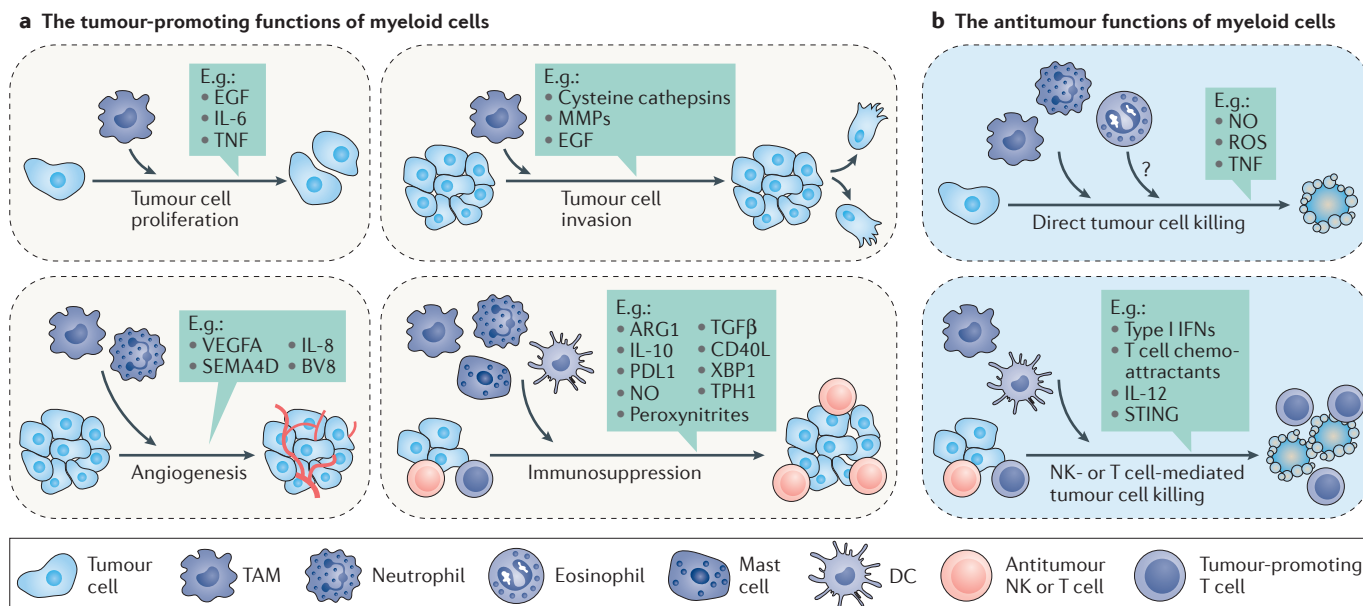 a The tumour-promoting functions of myeloid cells
E.g.:
• EGF
• IL-6
• TNF
Tumour cell
proliferation
E.g.:
• Cysteine cathepsins
• MMPs
• EGF
Tumour cell
invasion
E.g.:
• VEGFA • IL-8
• SEMA4D • BV8
Angiogenesis
E.g.:
• ARG1 • TGFβ
• IL-10 • CD40L
• PDL1 • XBP1
• NO • TPH1
• Peroxynitrites
Immunosuppression
b The antitumour functions of myeloid cells
E.g.:
• NO
• ROS
• TNF
?
Direct tumour cell killing
E.g.:
• Type I IFNs
• T cell chemo-
attractants
• IL-12
• STING
NK- or T cell-mediated
tumour cell killing
Tumour
cell
TAM
Neutrophil
Eosinophil
Mast
cell
DC
Antitumour
NK or T cell
Tumour-promoting
T cell